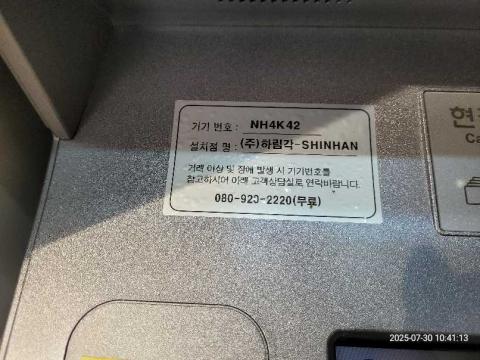 기기 번호 : NH4K42
설치점 명 : (주)하림각-SHINHAN
거래 이상 및 장애 발생 시 기기번호를
참고하시어 아래 고객상담실로 연락바랍니다.
080-923-2220(무료)
현
Ca
2025-07-30 10:41:13